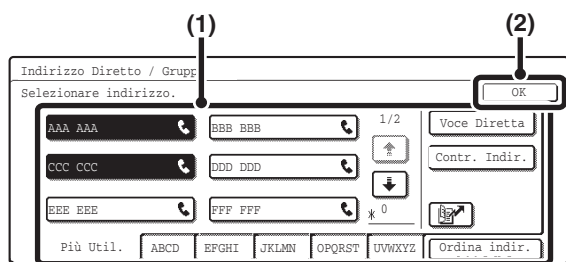 (1) (2)
Indirizzo Diretto / Grupp
Selezionare indirizzo. OK
AAA AAA BBB BBB 1/2 Voce Diretta
CCC CCC DDD DDD Contr. Indir.
EEE EEE FFF FFF * 0
Più Util. ABCD EFGHI JKLMN OPQRST UVWXYZ Ordina indir.